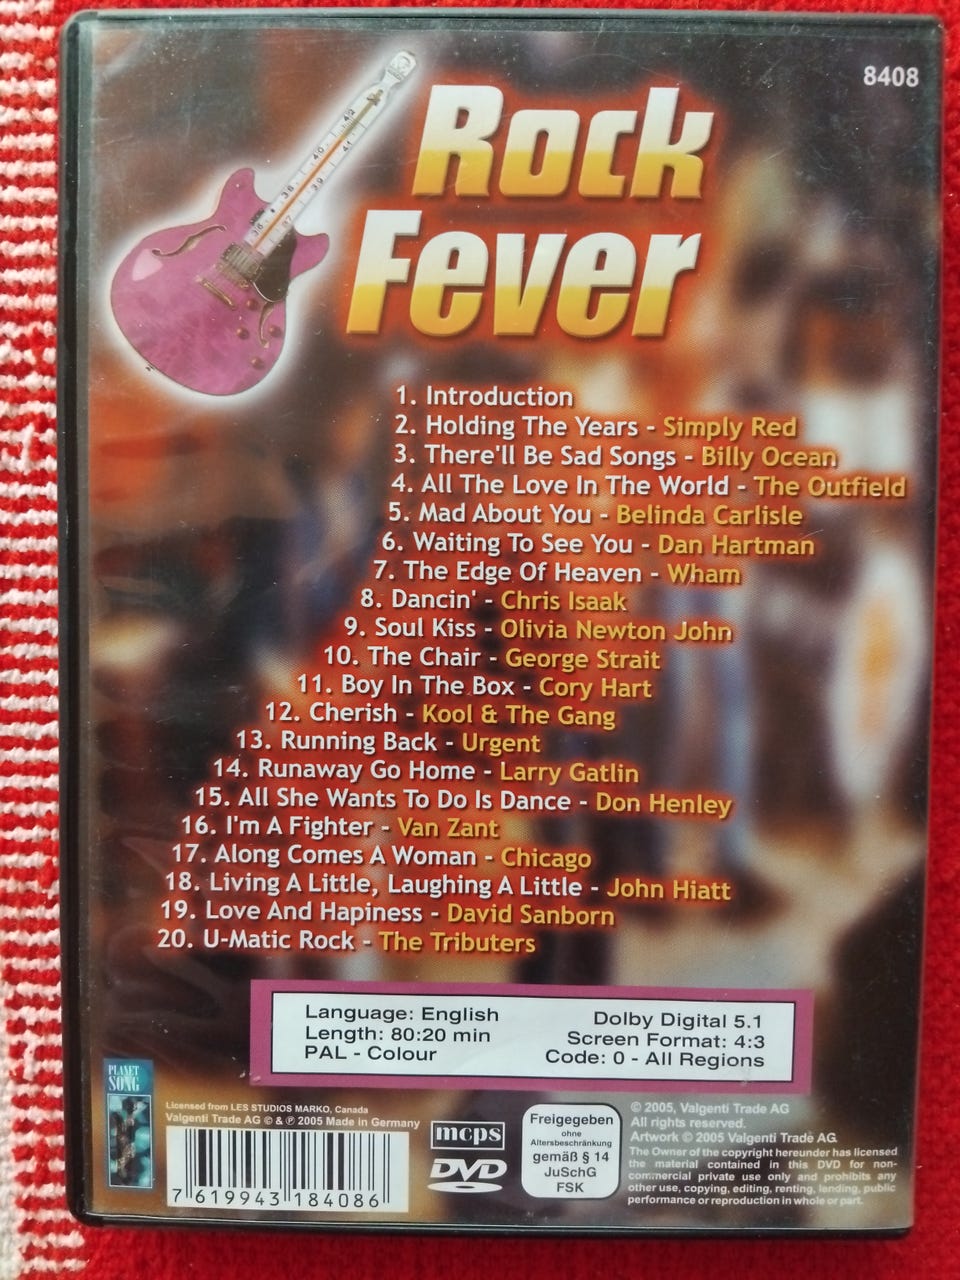 8408
Rock
Fever
1. Introduction
2. Holding The Years - Simply Red
3. There'll Be Sad Songs - Billy Ocean
4. All The Love In The World - The Outfield
5. Mad About You - Belinda Carlisle
6. Waiting To See You - Dan Hartman
7. The Edge Of Heaven - Wham
8. Dancin' - Chris Isaak
9. Soul Kiss - Olivia Newton John
10. The Chair - George Strait
11. Boy In The Box - Cory Hart
12. Cherish - Kool & The Gang
13. Running Back - Urgent
14. Runaway Go Home - Larry Gatlin
15. All She Wants To Do Is Dance - Don Henley
16. I'm A Fighter - Van Zant
17. Along Comes A Woman - Chicago
18. Living A Little, Laughing A Little - John Hiatt
19. Love And Hapiness - David Sanborn
20. U-Matic Rock - The Tributers
Language: English
Length: 80:20 min
PAL - Colour
Dolby Digital 5.1
Screen Format: 4:3
Code: 0 - All Regions
PLANET
SONG
Licensed from LES STUDIOS MARKO, Canada
Valgenti Trade AG © & ℗ 2005 Made in Germany
7 619943 184086
mcps
DVD
Freigegeben
ohne
Altersbeschränkung
gemäß § 14
JuSchG
FSK
© 2005, Valgenti Trade AG
All rights reserved.
Artwork © 2005 Valgenti Trade AG
The Owner of the copyright hereunder has licensed
the material contained in this DVD for non-
commercial private use only and prohibits any
other use, copying, editing, renting, lending, public
performance or reproduction in whole or part.